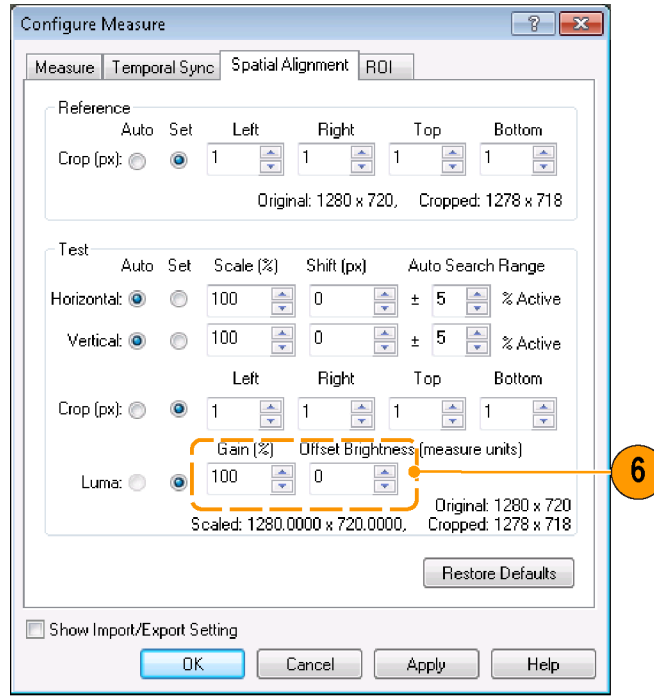 Configure Measure
Measure Temporal Sync Spatial Alignment ROI
Reference
Auto Set Left Right Top Bottom
Crop (px): 1 1 1 1
Original: 1280 x 720, Cropped: 1278 x 718
Test
Auto Set Scale (%) Shift (px) Auto Search Range
Horizontal: 100 0 ± 5 % Active
Vertical: 100 0 ± 5 % Active
Left Right Top Bottom
Crop (px): 1 1 1 1
Gain (%) Offset Brightness (measure units)
Luma: 100 0
6
Original: 1280 x 720
Scaled: 1280.0000 x 720.0000, Cropped: 1278 x 718
Restore Defaults
Show Import/Export Setting
OK Cancel Apply Help